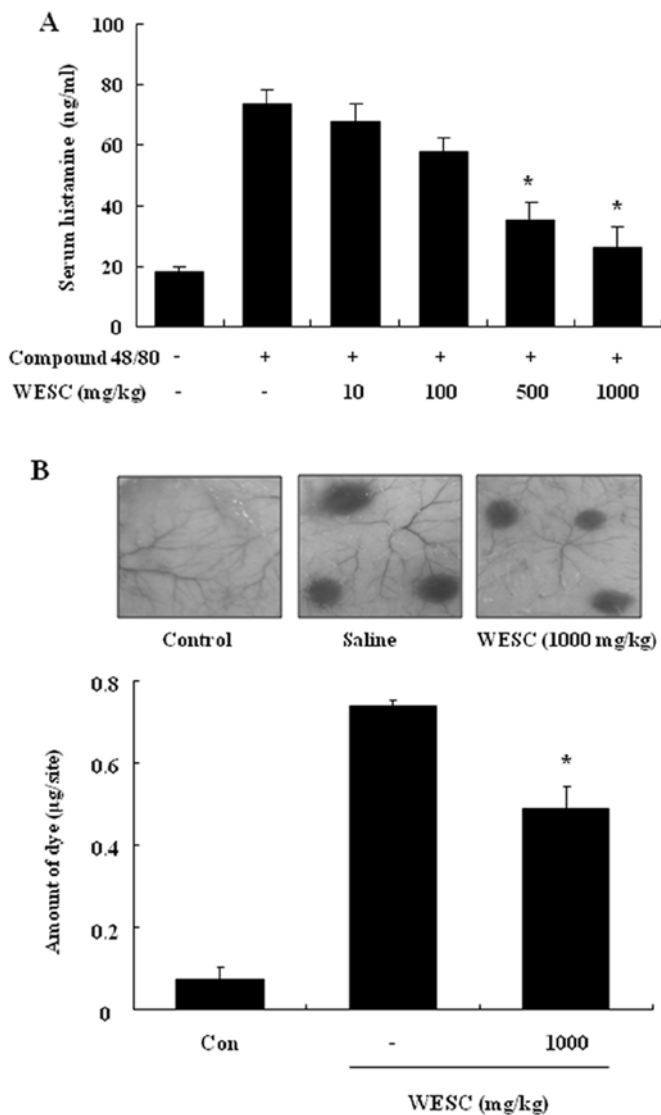 A
100
80
60
40
20
0
Serum histamine (ng/ml)
* *
Compound 48/80 - + + + + +
WESC (mg/kg) - - 10 100 500 1000
B
Control Saline WESC (1000 mg/kg)
0.8
0.6
0.4
0.2
0
Amount of dye (μg/site)
*
Con - 1000
WESC (mg/kg)